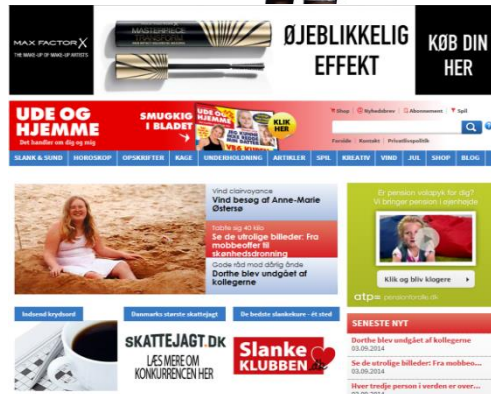 MAX FACTOR X
THE MAKE-UP OF MAKE-UP ARTISTS
MASTERPIECE
TRANSFORM
ØJEBLIKKELIG
EFFEKT
KØB DIN
HER
UDE OG
HJEMME
Det handler om dig og mig
SMUGKIG
I BLADET
KLIK
HER
Shop | Nyhedsbrev | Abonnement | Spil
Forside | Kontakt | Privatlivspolitik
SLANK & SUND HOROSKOP OPSKRIFTER KAGE UNDERHOLDNING ARTIKLER SPIL KREATIV VIND JUL SHOP BLOG
Vind clairvoyance
Vind besøg af Anne-Marie
Østersø
Tabte sig 40 kilo
Se de utrolige billeder: Fra
mobbeoffer til
skønhedsdronning
Gode råd mod dårlig ånde
Dorthe blev undgået af
kollegerne
Er pension volapyk for dig?
Vi bringer pension i øjenhøjde
Klik og bliv klogere
atp= pensionforalle.dk
Indsend krydsord
Danmarks største skattejagt
De bedste slankekure - ét sted
SKATTEJAGT.DK
LÆS MERE OM
KONKURRENCEN HER
Slanke
KLUBBEN.dk
SENESTE NYT
Dorthe blev undgået af kollegerne
03.09.2014
Se de utrolige billeder: Fra mobbeo...
03.09.2014
Hver tredje person i verden er over...